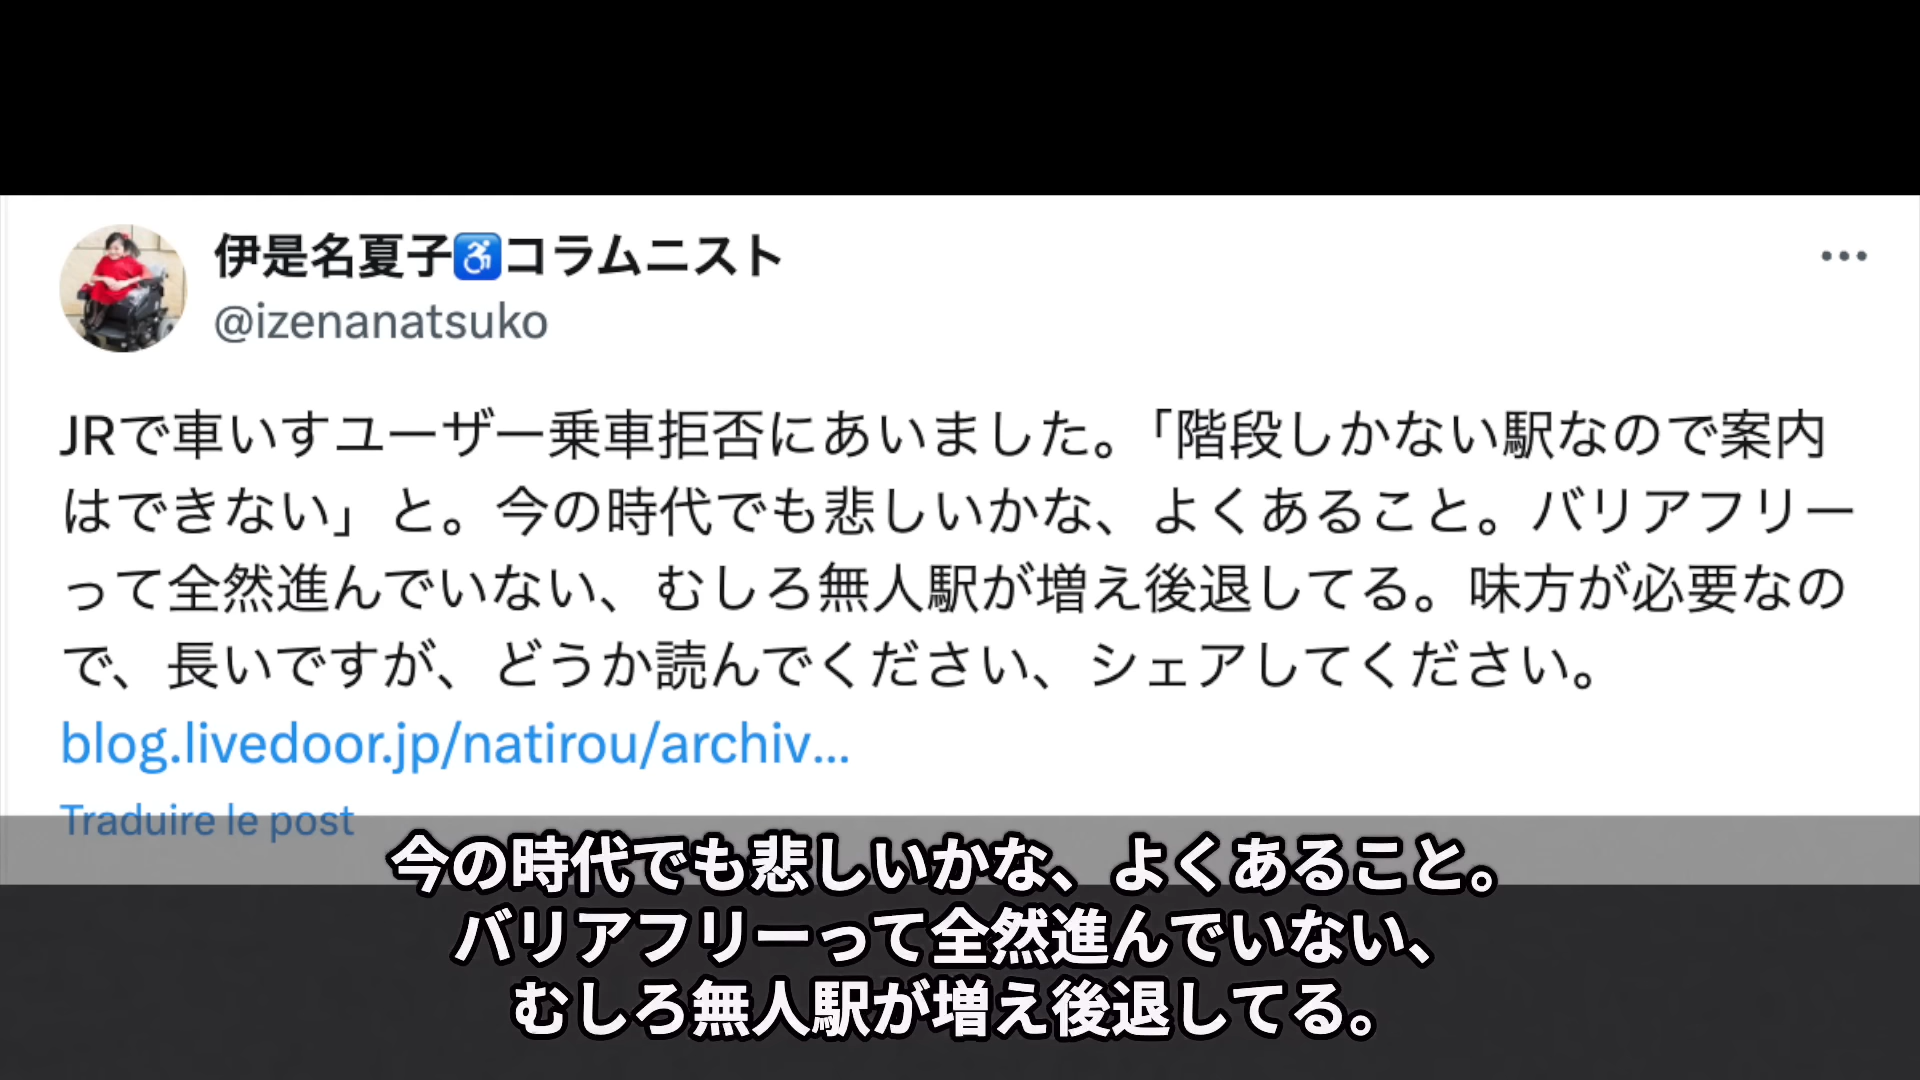 伊是名夏子♿コラムニスト
@izenanatsuko
JRで車いすユーザー乗車拒否にあいました。「階段しかない駅なので案内
はできない」と。今の時代でも悲しいかな、よくあること。バリアフリー
って全然進んでいない、むしろ無人駅が増え後退してる。味方が必要なの
で、長いですが、どうか読んでください、シェアしてください。
blog.livedoor.jp/natirou/archiv...
Traduire le post
今の時代でも悲しいかな、よくあること。
バリアフリーって全然進んでいない、
むしろ無人駅が増え後退してる。